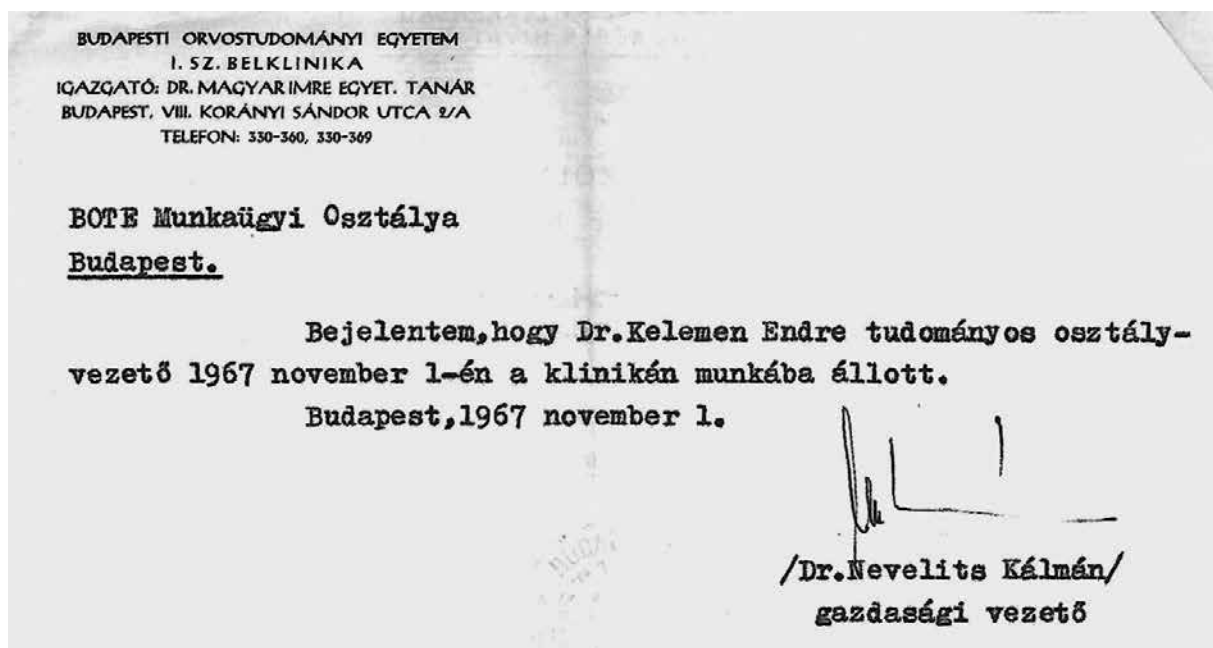 BUDAPESTI ORVOSTUDOMÁNYI EGYETEM
I. SZ. BELKLINIKA
IGAZGATÓ: DR. MAGYAR IMRE EGYET. TANÁR
BUDAPEST, VIII. KORÁNYI SÁNDOR UTCA 2/A
TELEFON: 330-360, 330-369
BOTE Munkaügyi Osztálya
Budapest.
Bejelentem,hogy Dr.Kelemen Endre tudományos osztály-
vezető 1967 november 1-én a klinikán munkába állott.
Budapest,1967 november 1.
/Dr.Nevelits Kálmán/
gazdasági vezető